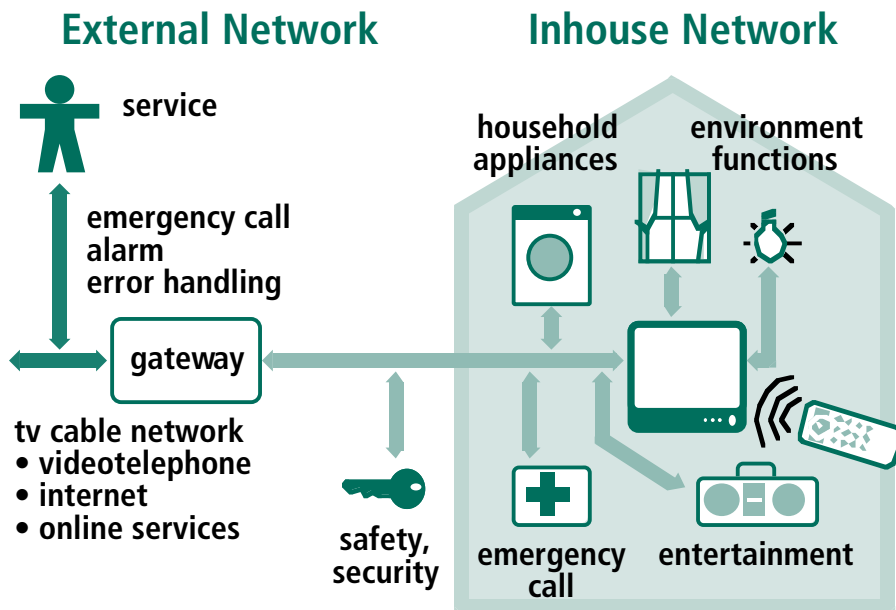 External Network
Inhouse Network
service
household
appliances
environment
functions
emergency call
alarm
error handling
gateway
tv cable network
• videotelephone
• internet
• online services
safety,
security
emergency
call
entertainment